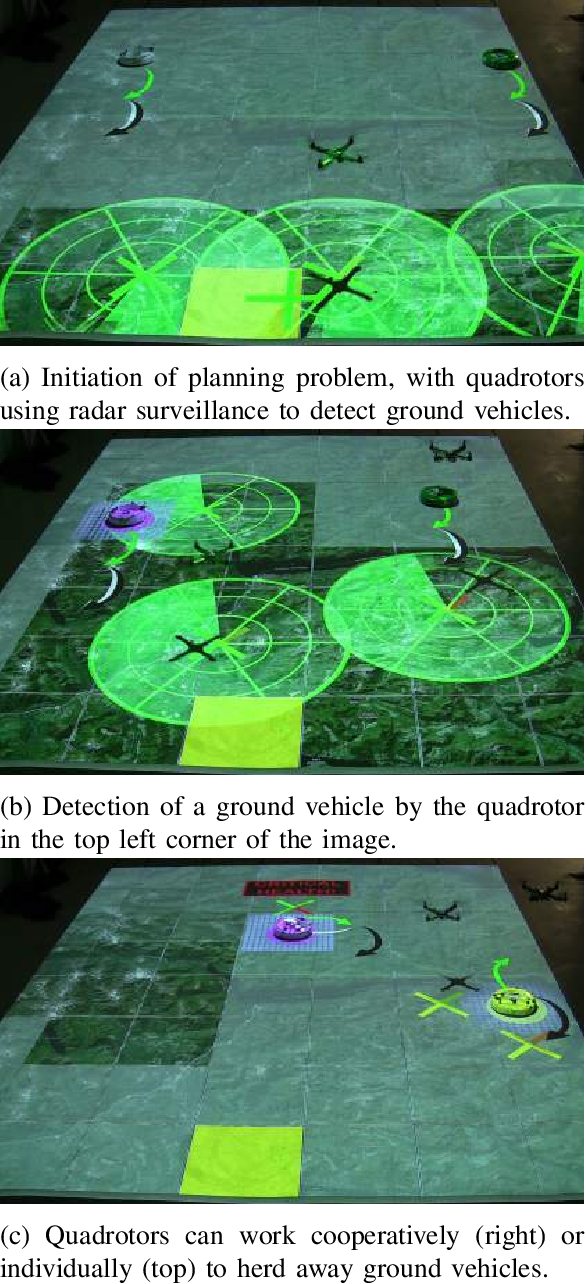 (a) Initiation of planning problem, with quadrotors
using radar surveillance to detect ground vehicles.
(b) Detection of a ground vehicle by the quadrotor
in the top left corner of the image.
CRITICAL
HEALTH
(c) Quadrotors can work cooperatively (right) or
individually (top) to herd away ground vehicles.